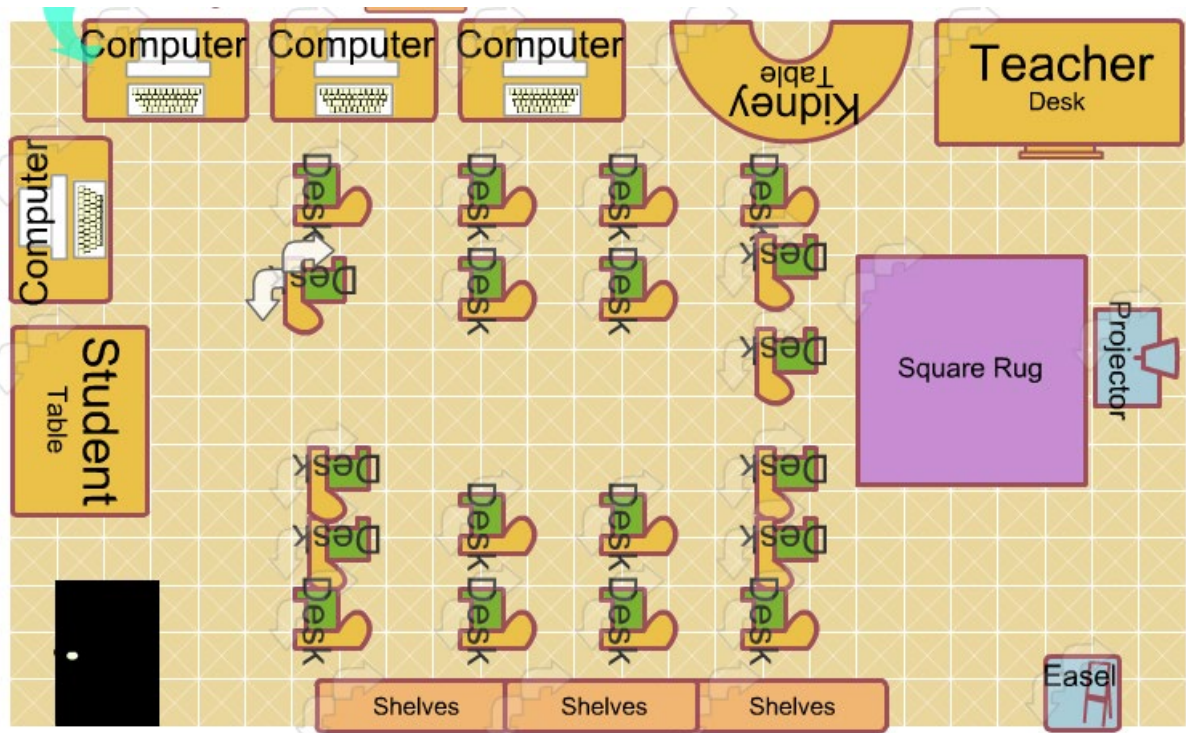 Computer
Computer
Computer
Kidney
Table
Teacher
Desk
Computer
Desk
Desk
Desk
Desk
Des
Desk
Desk
Desk
Desk
Square Rug
Projector
Student
Table
Desk
Desk
Desk
Desk
Desk
Desk
Desk
Desk
Desk
Desk
Shelves
Shelves
Shelves
Easel